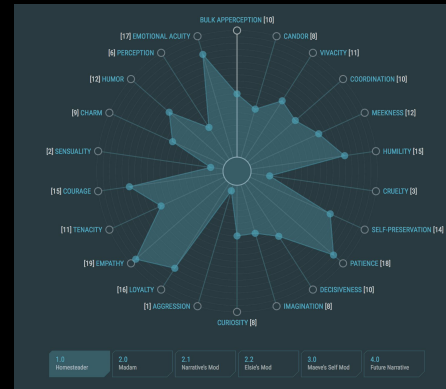 BULK APPERCEPTION [10]
[17] EMOTIONAL ACUITY
CANDOR [8]
[6] PERCEPTION
VIVACITY [11]
[12] HUMOR
COORDINATION [10]
[9] CHARM
MEEKNESS [12]
[2] SENSUALITY
HUMILITY [15]
[15] COURAGE
CRUELTY [3]
[11] TENACITY
SELF-PRESERVATION [14]
[19] EMPATHY
PATIENCE [18]
[16] LOYALTY
DECISIVENESS [10]
[1] AGGRESSION
IMAGINATION [8]
CURIOSITY [8]
1.0
Homesteader
2.0
Madam
2.1
Narrative's Mod
2.2
Elsie's Mod
3.0
Maeve's Self Mod
4.0
Future Narrative